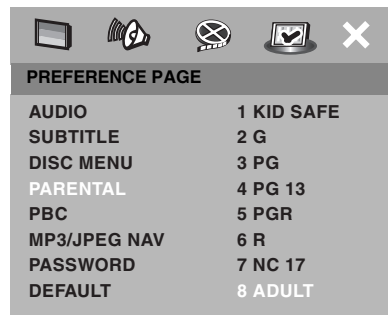 PREFERENCE PAGE
AUDIO 1 KID SAFE
SUBTITLE 2 G
DISC MENU 3 PG
PARENTAL 4 PG 13
PBC 5 PGR
MP3/JPEG NAV 6 R
PASSWORD 7 NC 17
DEFAULT 8 ADULT